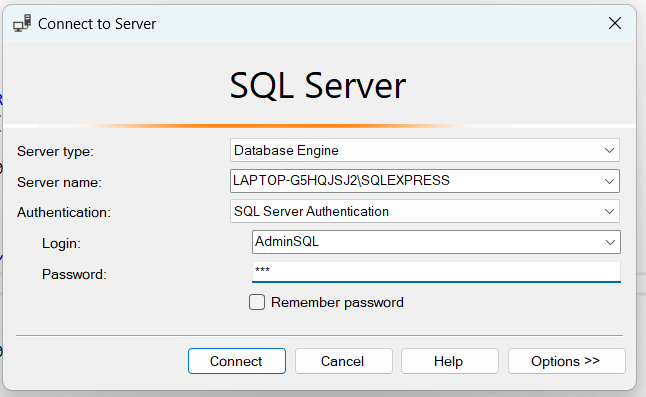 Connect to Server
SQL Server
Server type: Database Engine
Server name: LAPTOP-G5HQJSJ2\SQLEXPRESS
Authentication: SQL Server Authentication
Login: AdminSQL
Password: ***
Remember password
Connect Cancel Help Options >>